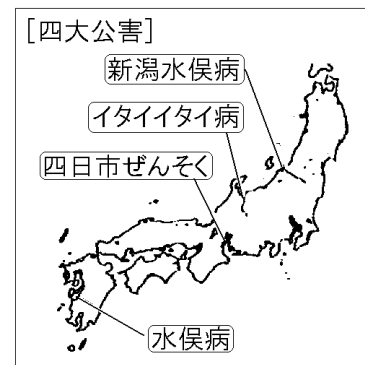 [四大公害]
新潟水俣病
イタイイタイ病
四日市ぜんそく
水俣病